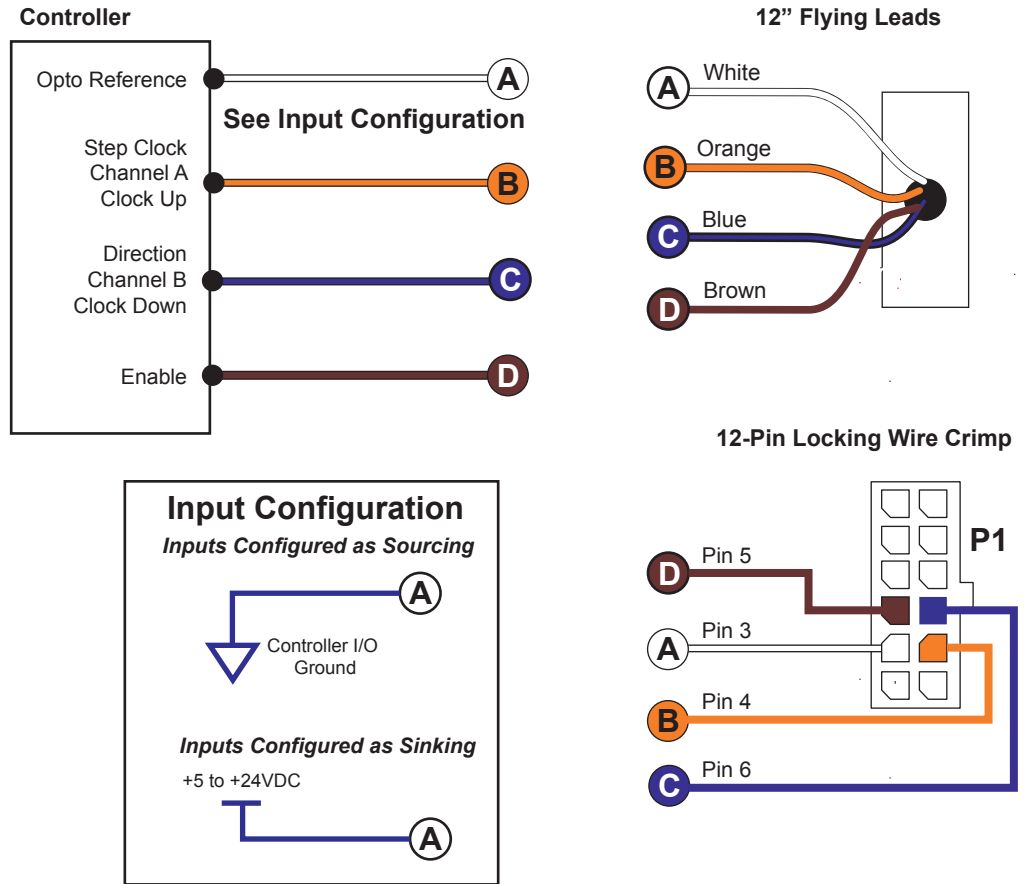 Controller
Opto Reference
A
See Input Configuration
Step Clock
Channel A
Clock Up
B
Direction
Channel B
Clock Down
C
Enable
D
12” Flying Leads
A
White
B
Orange
C
Blue
D
Brown
Input Configuration
Inputs Configured as Sourcing
A
Controller I/O
Ground
Inputs Configured as Sinking
+5 to +24VDC
A
12-Pin Locking Wire Crimp
P1
D
Pin 5
A
Pin 3
B
Pin 4
C
Pin 6